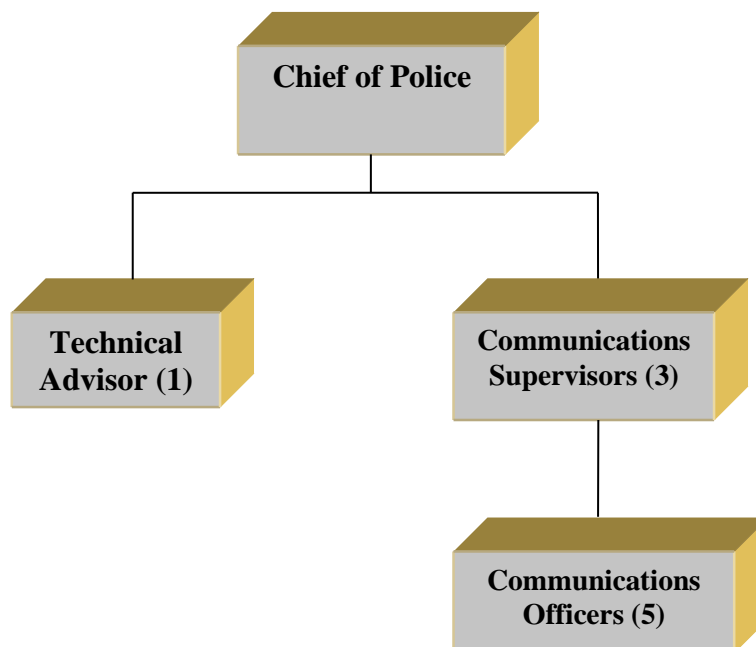 Chief of Police
Technical
Advisor (1)
Communications
Supervisors (3)
Communications
Officers (5)